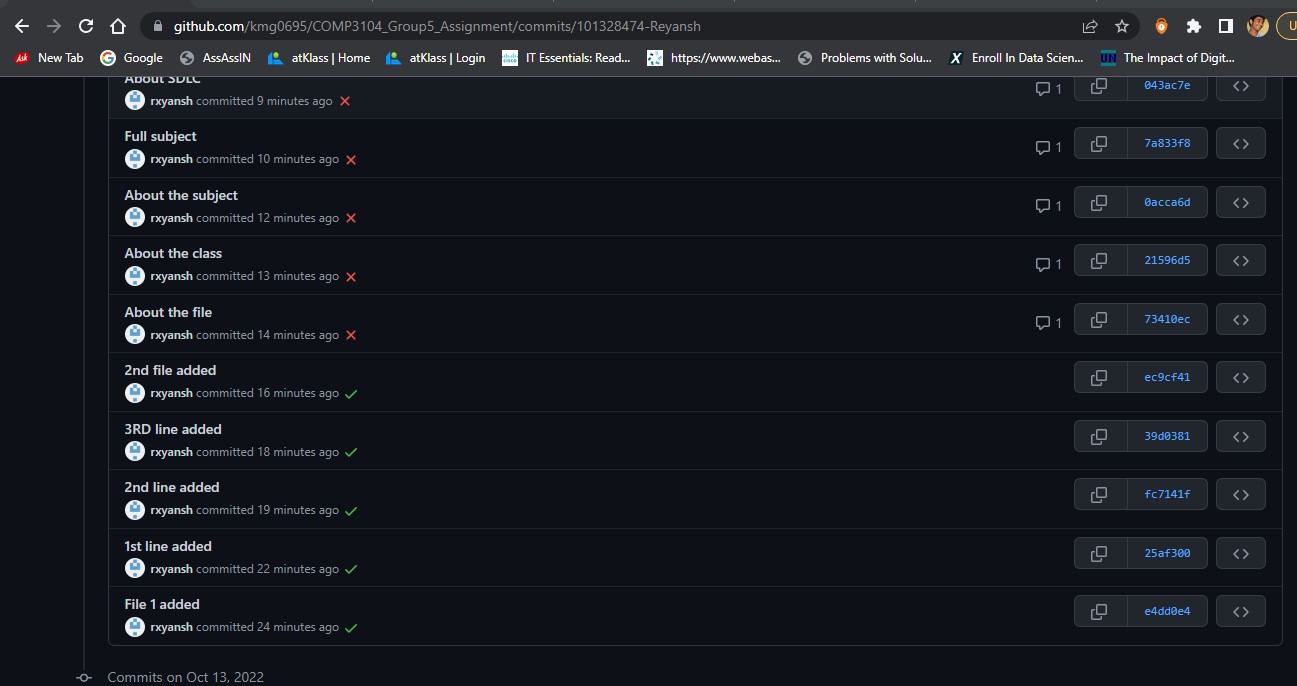 github.com/kmg0695/COMP3104_Group5_Assignment/commits/101328474-Reyansh
U
Ask New Tab Google AssAssIN atKlass | Home atKlass | Login cisco IT Essentials: Read... https://www.webas... Problems with Solu... X Enroll In Data Scien... UN The Impact of Digit...
About SDLC
rxyansh committed 9 minutes ago
1 043ac7e
Full subject
rxyansh committed 10 minutes ago
1 7a833f8
About the subject
rxyansh committed 12 minutes ago
1 0acca6d
About the class
rxyansh committed 13 minutes ago
1 21596d5
About the file
rxyansh committed 14 minutes ago
1 73410ec
2nd file added
rxyansh committed 16 minutes ago
ec9cf41
3RD line added
rxyansh committed 18 minutes ago
39d0381
2nd line added
rxyansh committed 19 minutes ago
fc7141f
1st line added
rxyansh committed 22 minutes ago
25af300
File 1 added
rxyansh committed 24 minutes ago
e4dd0e4
Commits on Oct 13, 2022